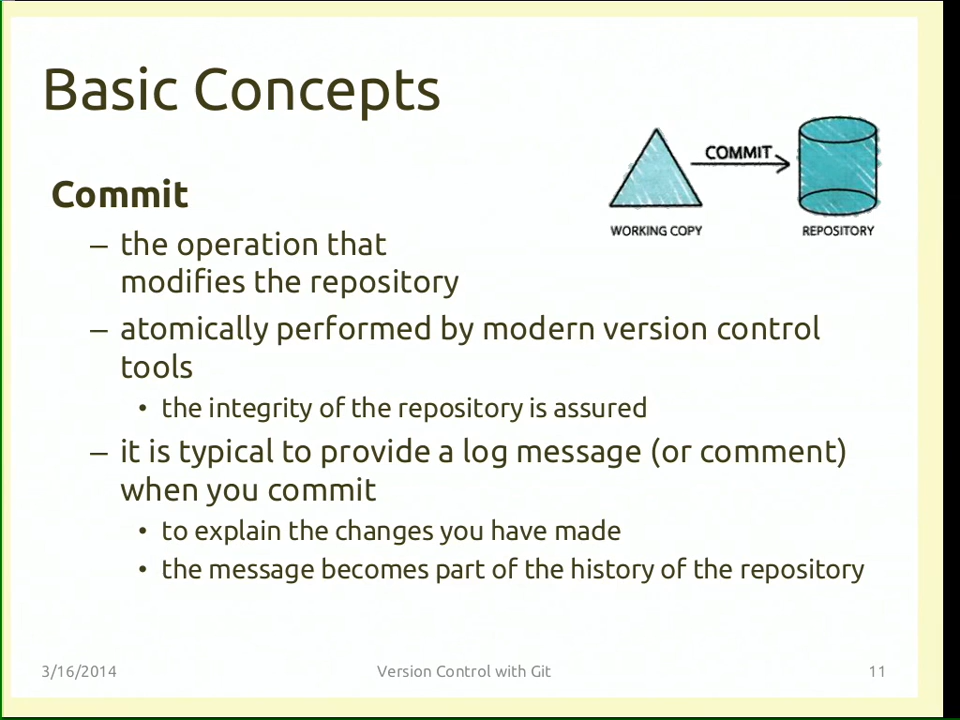 Basic Concepts
COMMIT
WORKING COPY
REPOSITORY
Commit
– the operation that
modifies the repository
– atomically performed by modern version control
tools
• the integrity of the repository is assured
– it is typical to provide a log message (or comment)
when you commit
• to explain the changes you have made
• the message becomes part of the history of the repository
3/16/2014
Version Control with Git
11